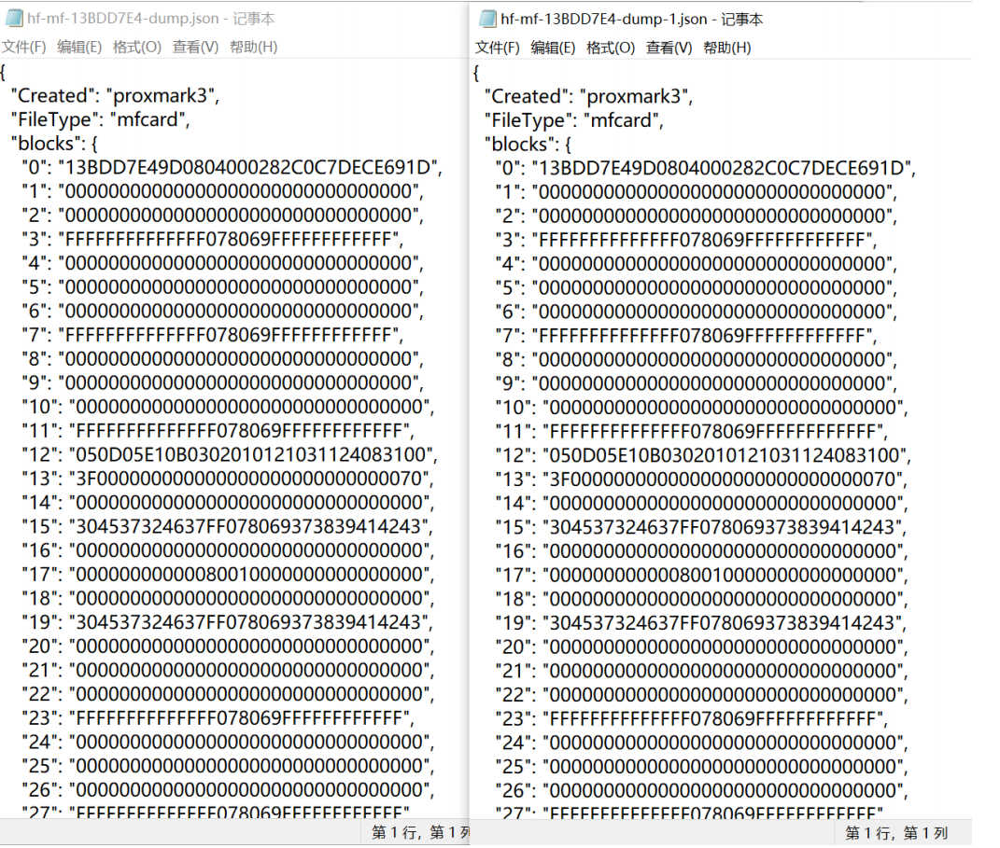 hf-mf-13BDD7E4-dump.json - 记事本
文件(F) 编辑(E) 格式(O) 查看(V) 帮助(H)
{
"Created": "proxmark3",
"FileType": "mfcard",
"blocks": {
"0": "13BDD7E49D0804000282C0C7DECE691D",
"1": "00000000000000000000000000000000",
"2": "00000000000000000000000000000000",
"3": "FFFFFFFFFFFFFF078069FFFFFFFFFFFF",
"4": "00000000000000000000000000000000",
"5": "00000000000000000000000000000000",
"6": "00000000000000000000000000000000",
"7": "FFFFFFFFFFFFFF078069FFFFFFFFFFFF",
"8": "00000000000000000000000000000000",
"9": "00000000000000000000000000000000",
"10": "00000000000000000000000000000000",
"11": "FFFFFFFFFFFFFF078069FFFFFFFFFFFF",
"12": "050D05E10B0302010121031124083100",
"13": "3F000000000000000000000000000070",
"14": "00000000000000000000000000000000",
"15": "304537324637FF078069373839414243",
"16": "00000000000000000000000000000000",
"17": "00000000000080010000000000000000",
"18": "00000000000000000000000000000000",
"19": "304537324637FF078069373839414243",
"20": "00000000000000000000000000000000",
"21": "00000000000000000000000000000000",
"22": "00000000000000000000000000000000",
"23": "FFFFFFFFFFFFFF078069FFFFFFFFFFFF",
"24": "00000000000000000000000000000000",
"25": "00000000000000000000000000000000",
"26": "00000000000000000000000000000000",
"27": "FFFFFFFFFFFFFF078069FFFFFFFFFFFF"
第 1 行，第 1 列
hf-mf-13BDD7E4-dump-1.json - 记事本
文件(F) 编辑(E) 格式(O) 查看(V) 帮助(H)
{
"Created": "proxmark3",
"FileType": "mfcard",
"blocks": {
"0": "13BDD7E49D0804000282C0C7DECE691D",
"1": "00000000000000000000000000000000",
"2": "00000000000000000000000000000000",
"3": "FFFFFFFFFFFFFF078069FFFFFFFFFFFF",
"4": "00000000000000000000000000000000",
"5": "00000000000000000000000000000000",
"6": "00000000000000000000000000000000",
"7": "FFFFFFFFFFFFFF078069FFFFFFFFFFFF",
"8": "00000000000000000000000000000000",
"9": "00000000000000000000000000000000",
"10": "00000000000000000000000000000000",
"11": "FFFFFFFFFFFFFF078069FFFFFFFFFFFF",
"12": "050D05E10B0302010121031124083100",
"13": "3F000000000000000000000000000070",
"14": "00000000000000000000000000000000",
"15": "304537324637FF078069373839414243",
"16": "00000000000000000000000000000000",
"17": "00000000000080010000000000000000",
"18": "00000000000000000000000000000000",
"19": "304537324637FF078069373839414243",
"20": "00000000000000000000000000000000",
"21": "00000000000000000000000000000000",
"22": "00000000000000000000000000000000",
"23": "FFFFFFFFFFFFFF078069FFFFFFFFFFFF",
"24": "00000000000000000000000000000000",
"25": "00000000000000000000000000000000",
"26": "00000000000000000000000000000000",
"27": "FFFFFFFFFFFFFF078069FFFFFFFFFFFF"
第 1 行，第 1 列